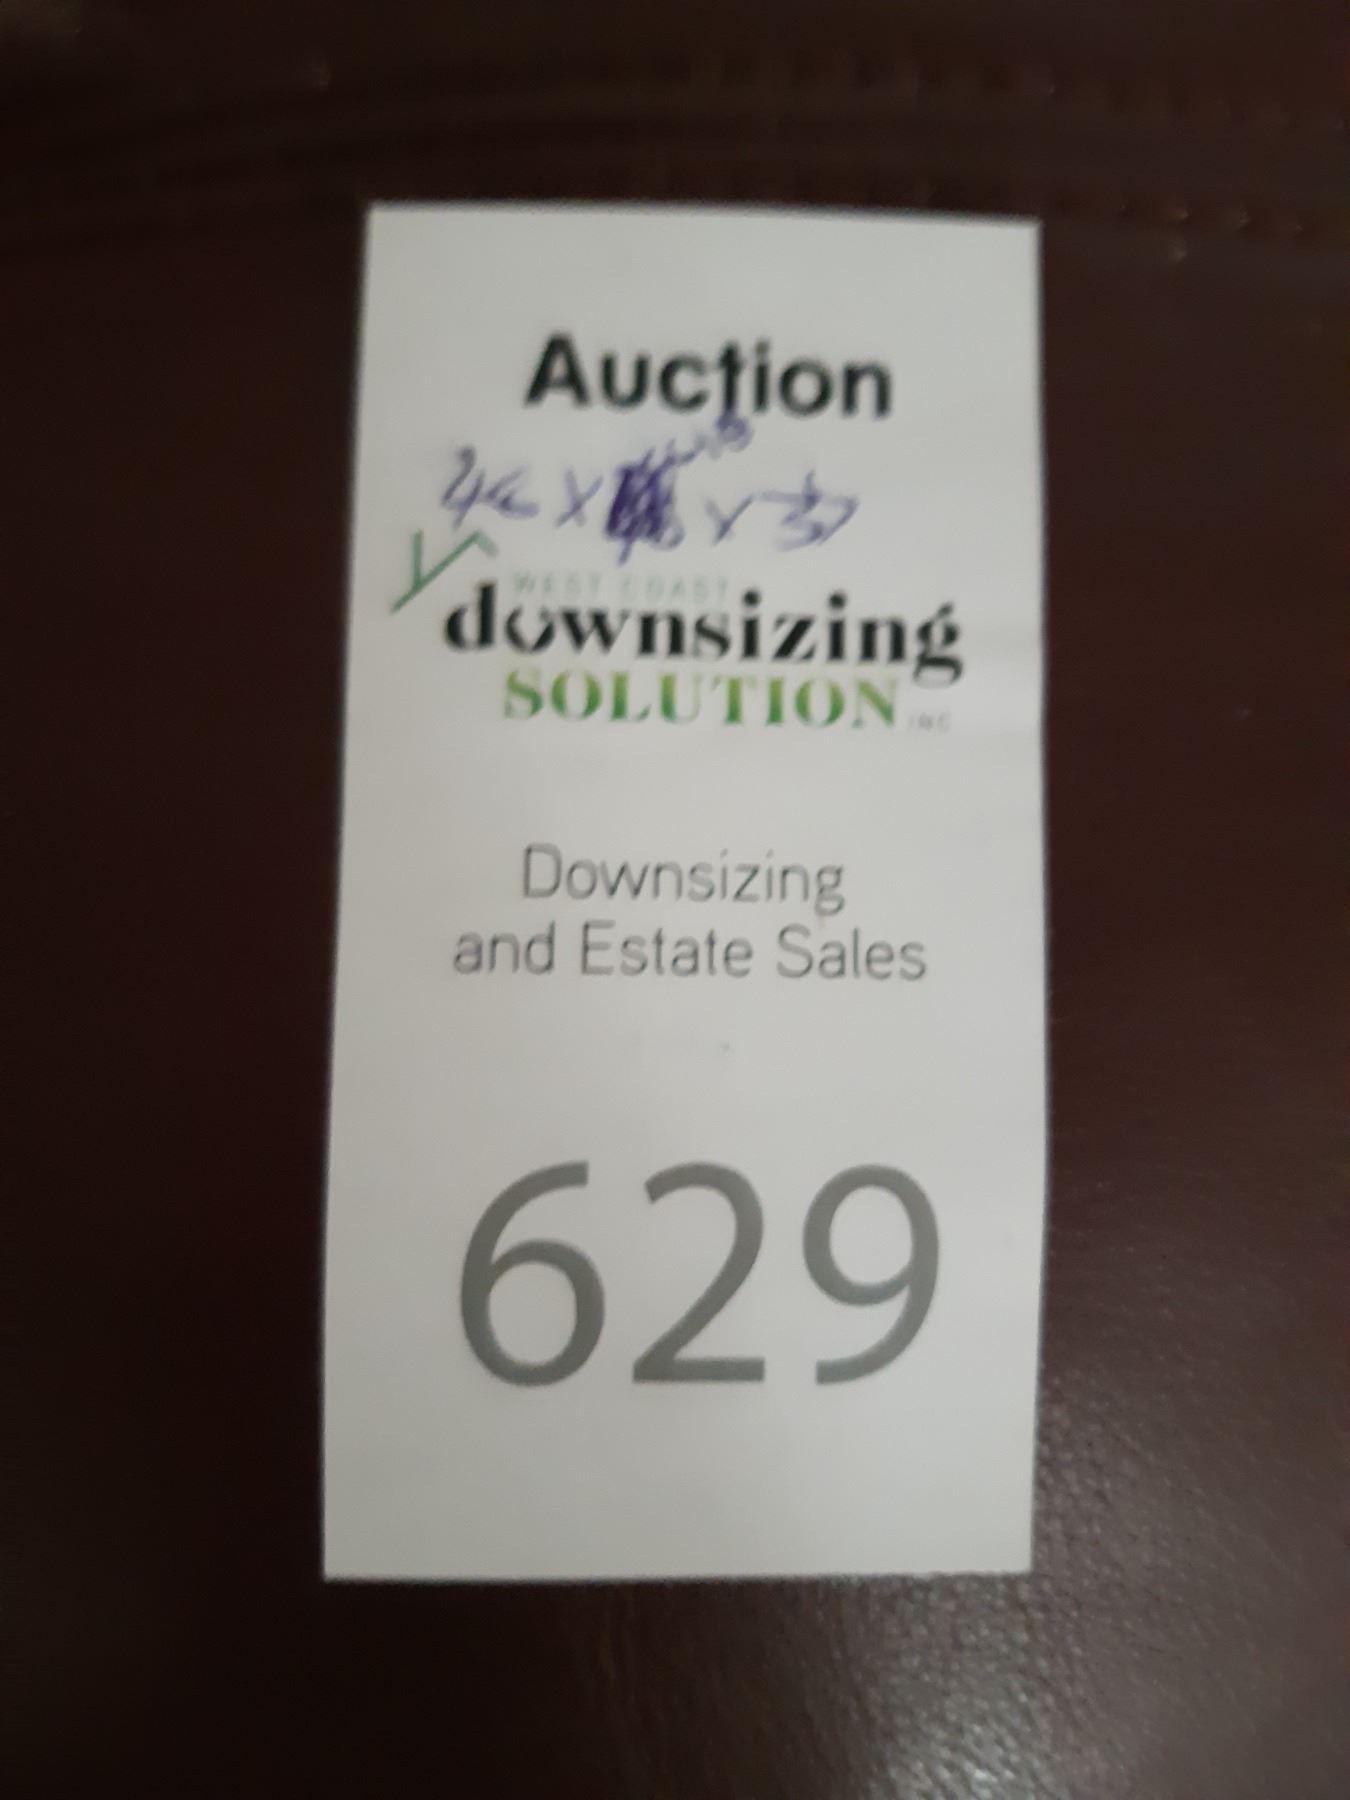 Auction
WEST COAST
downsizing
SOLUTION INC
Downsizing
and Estate Sales
629